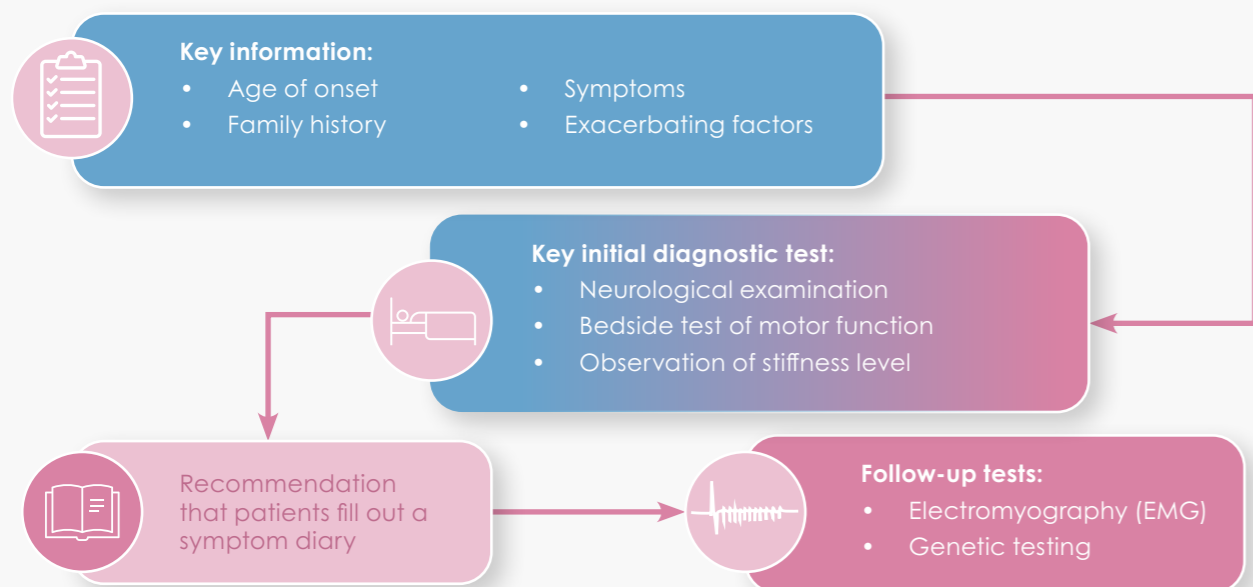 Key information:
• Age of onset
• Family history
• Symptoms
• Exacerbating factors
Key initial diagnostic test:
• Neurological examination
• Bedside test of motor function
• Observation of stiffness level
Recommendation
that patients fill out a
symptom diary
Follow-up tests:
• Electromyography (EMG)
• Genetic testing